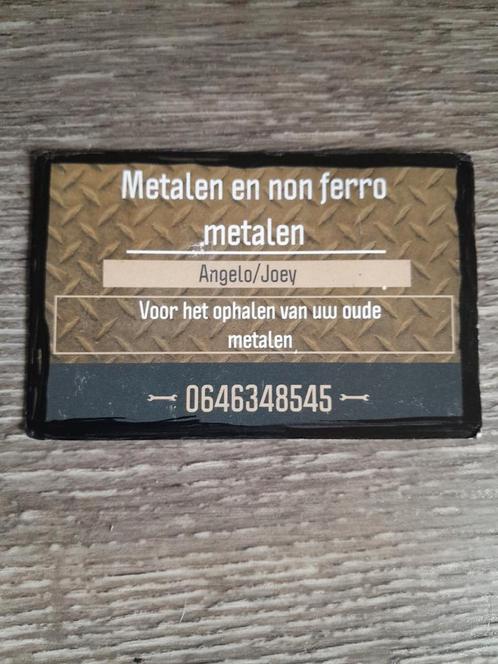 Metalen en non ferro
metalen
Angelo/Joey
Voor het ophalen van uw oude
metalen
0646348545